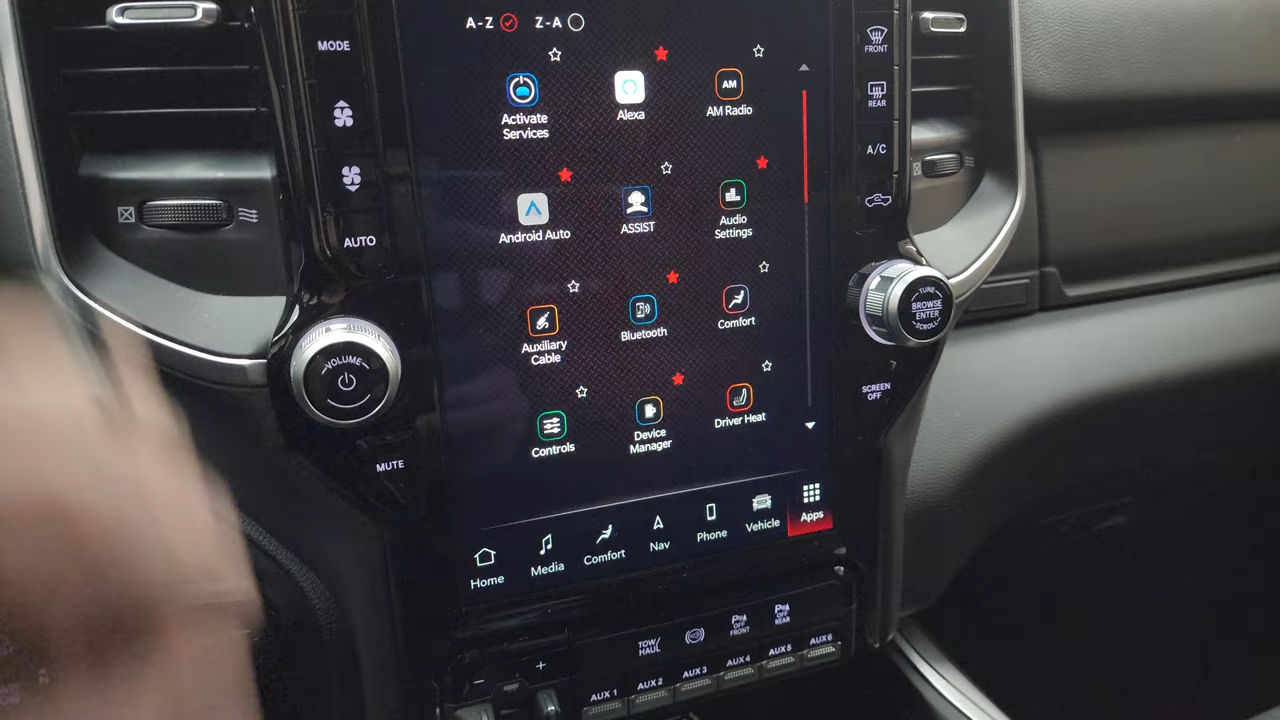 A-Z
Z-A
MODE
AUTO
VOLUME
MUTE
Activate
Services
Alexa
AM
AM Radio
Android Auto
ASSIST
Audio
Settings
Auxiliary
Cable
Bluetooth
Comfort
Controls
Device
Manager
Driver Heat
Home
Media
Comfort
Nav
Phone
Vehicle
Apps
FRONT
REAR
A/C
TUNE
BROWSE
ENTER
SCROLL
SCREEN
OFF
TOW/
HAUL
OFF
FRONT
OFF
REAR
+
AUX 1
AUX 2
AUX 3
AUX 4
AUX 5
AUX 6